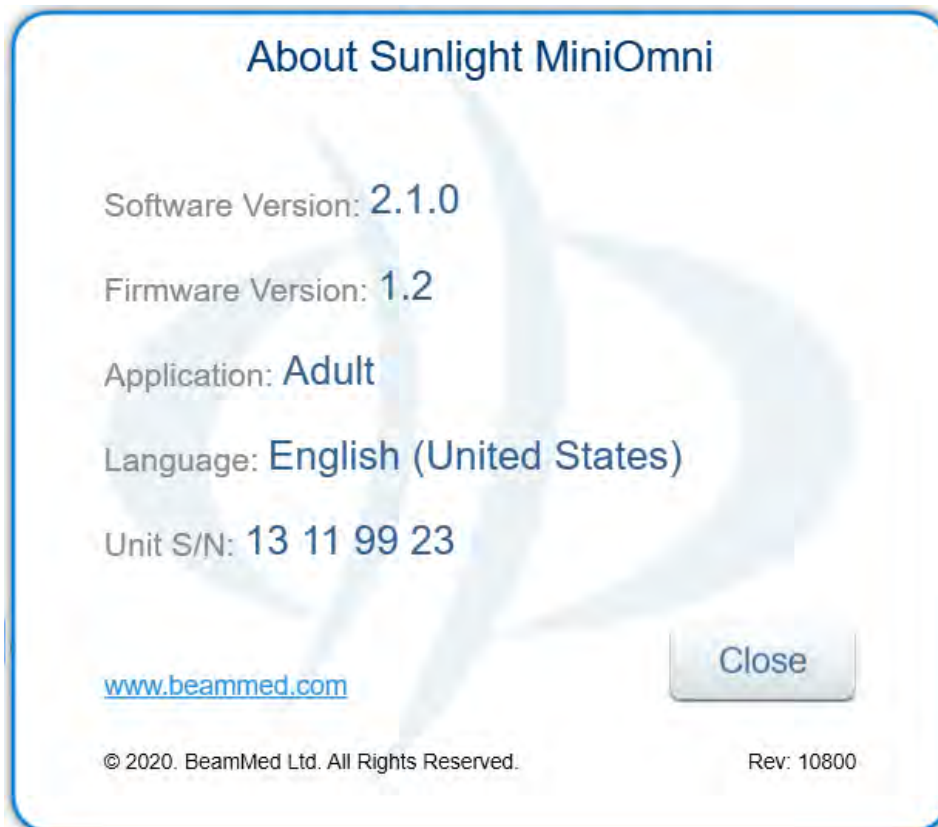 About Sunlight MiniOmni
Software Version: 2.1.0
Firmware Version: 1.2
Application: Adult
Language: English (United States)
Unit S/N: 13 11 99 23
Close
www.beammed.com
© 2020. BeamMed Ltd. All Rights Reserved. Rev: 10800